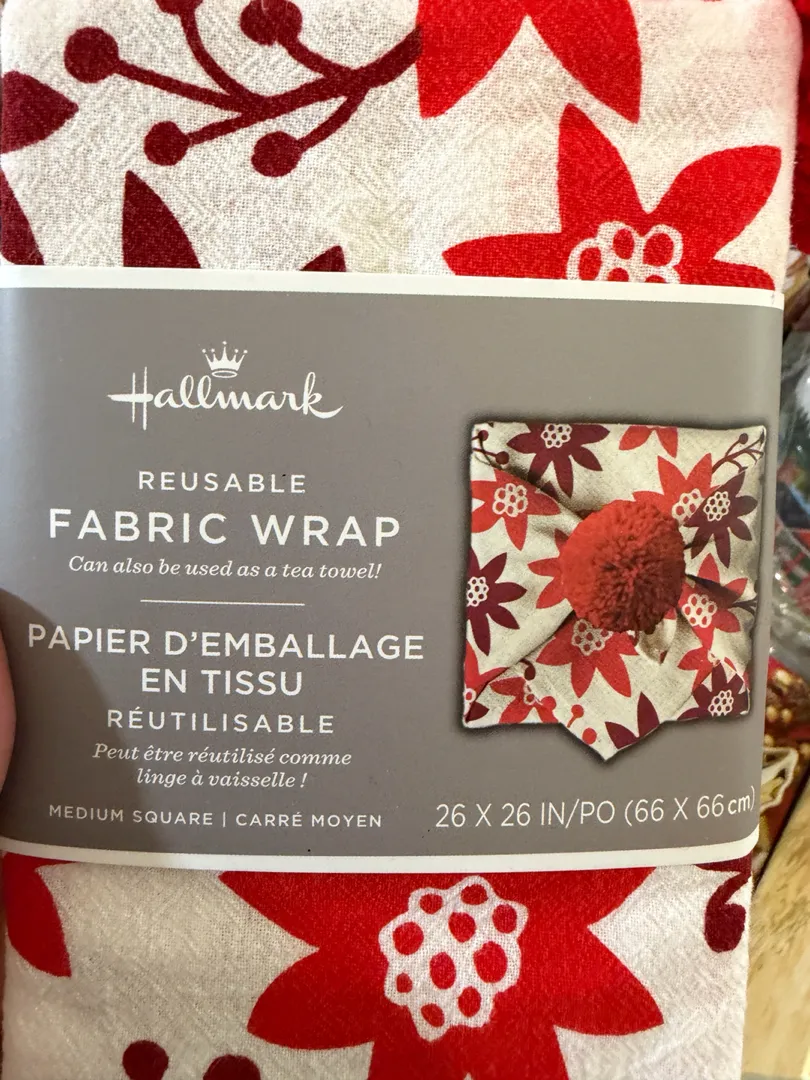 Hallmark
REUSABLE
FABRIC WRAP
Can also be used as a tea towel!
PAPIER D'EMBALLAGE
EN TISSU
RÉUTILISABLE
Peut être réutilisé comme
linge à vaisselle !
MEDIUM SQUARE | CARRÉ MOYEN
26 X 26 IN/PO (66 X 66 cm)